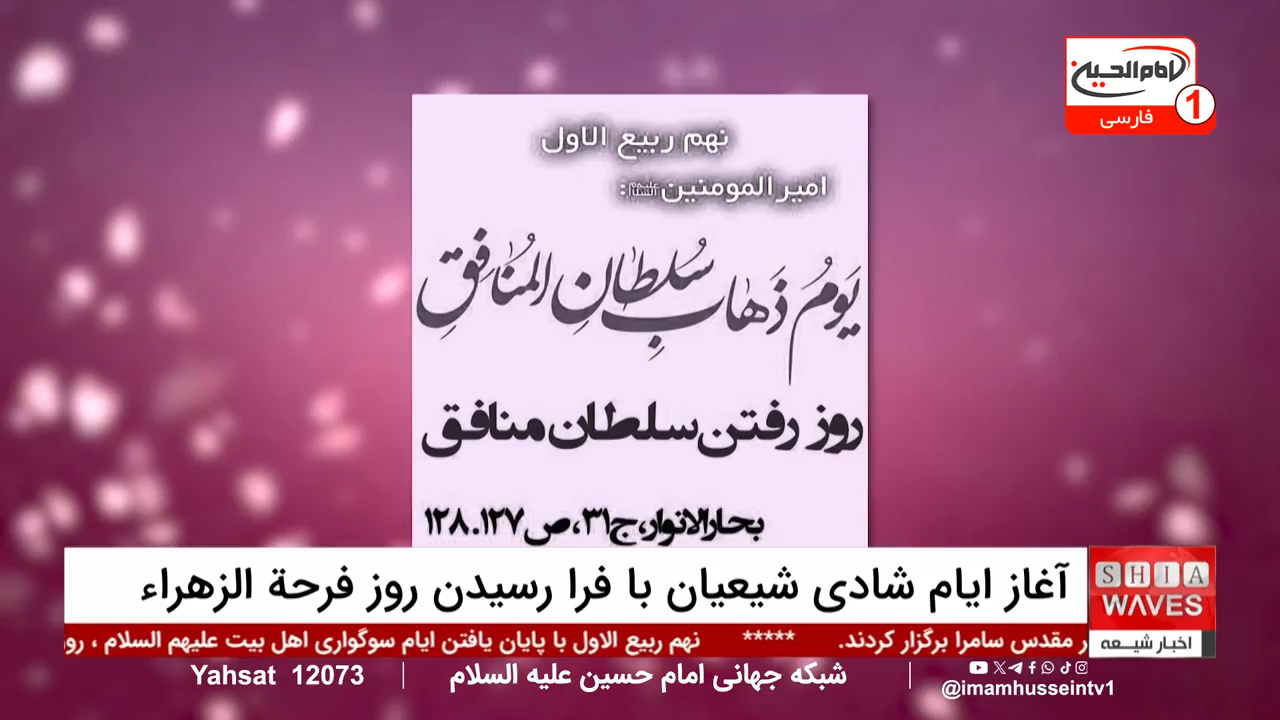 امام الحسین
1
فارسی
نهم ربیع الاول
امیرالمومنین علیه السلام:
یَومُ ذَهاب سُلطانِ المُنافِقِ
روز رفتن سلطان منافق
بحارالانوار، ج۳۱، ص۱۲۷.۱۲۸
آغاز ایام شادی شیعیان با فرا رسیدن روز فرحة الزهراء
SHIA
WAVES
اخبار شیعه
ر مقدس سامرا برگزار کردند. ***** نهم ربیع الاول با پایان یافتن ایام سوگواری اهل بیت علیهم السلام ، روز
@imamhusseintv1
شبکه جهانی امام حسین علیه السلام
Yahsat 12073